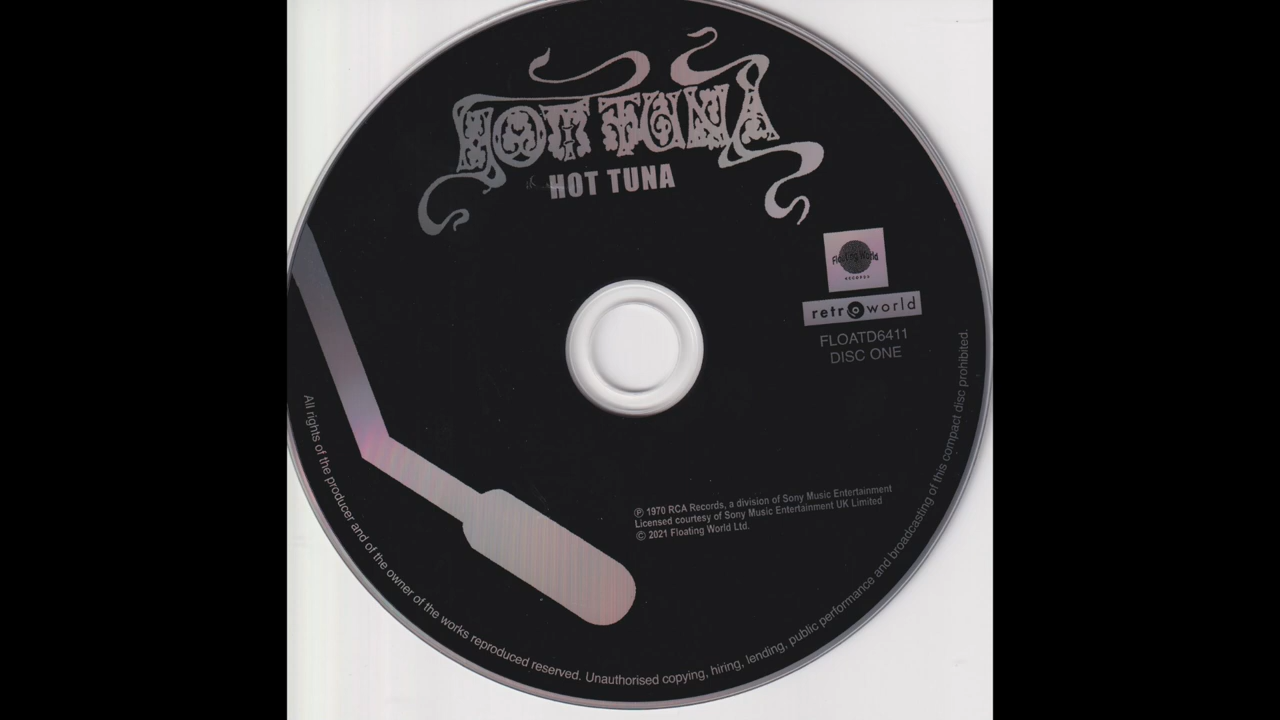 HOT TUNA
HOT TUNA
Floating World
RECORDS
retroworld
FLOATD6411
DISC ONE
℗ 1970 RCA Records, a division of Sony Music Entertainment
Licensed courtesy of Sony Music Entertainment UK Limited
© 2021 Floating World Ltd.
All rights of the producer and of the owner of the works reproduced reserved. Unauthorised copying, hiring, lending, public performance and broadcasting of this compact disc prohibited.